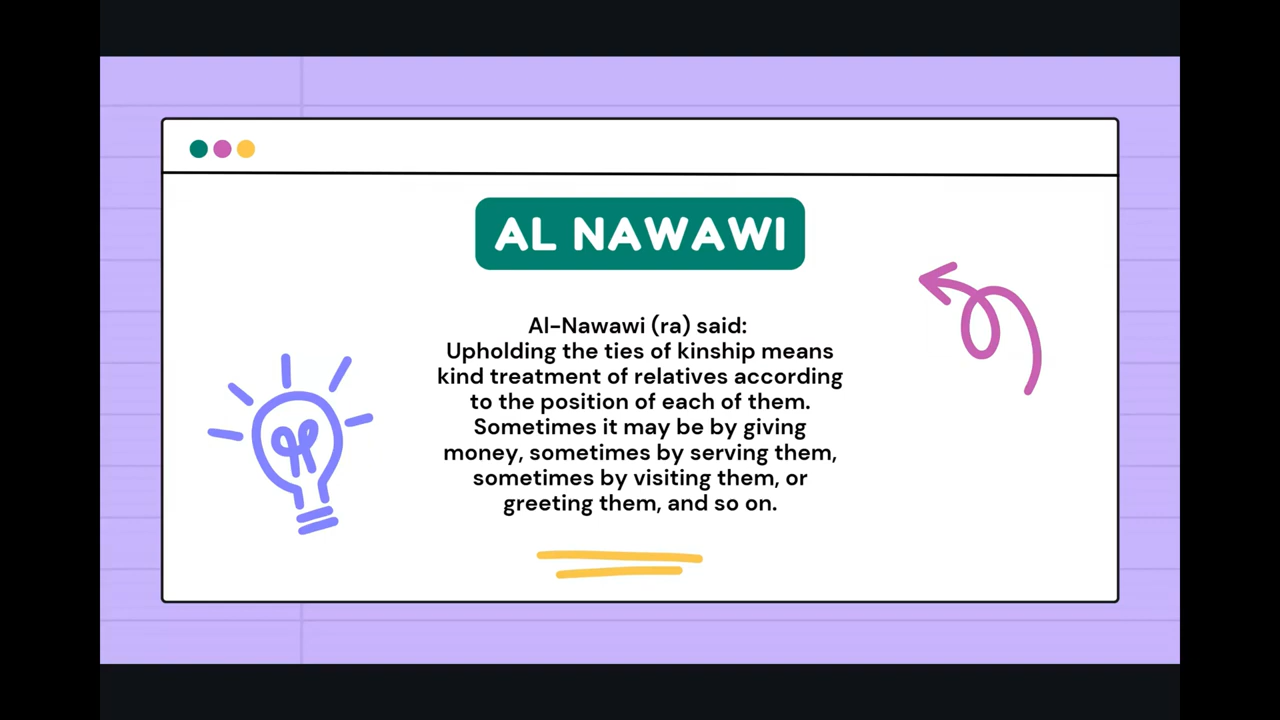 AL NAWAWI
Al-Nawawi (ra) said:
Upholding the ties of kinship means
kind treatment of relatives according
to the position of each of them.
Sometimes it may be by giving
money, sometimes by serving them,
sometimes by visiting them, or
greeting them, and so on.